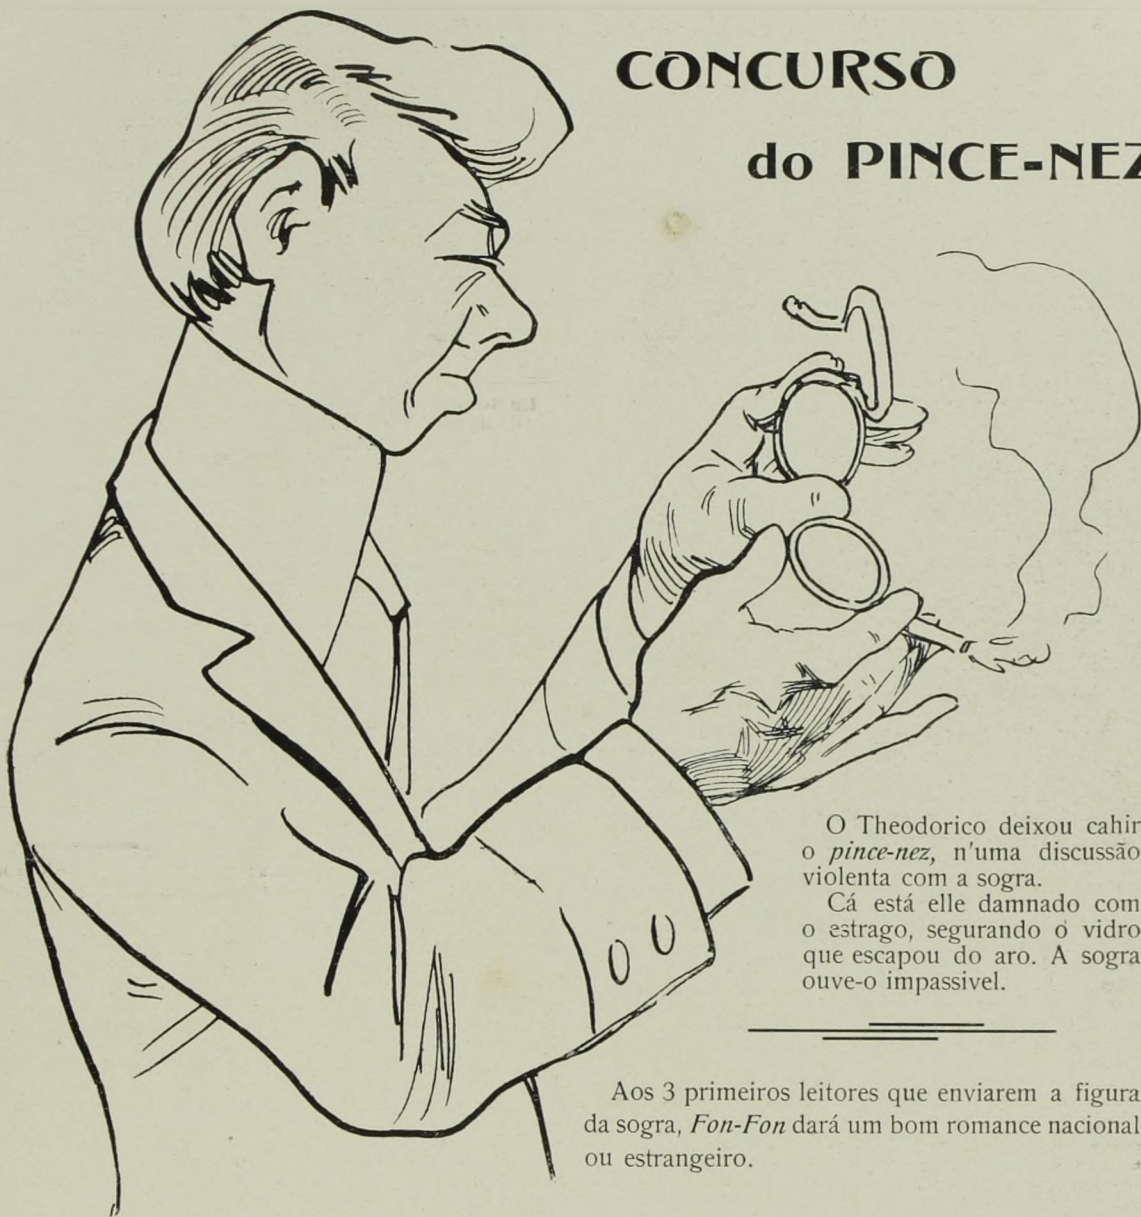 CONCURSO
do PINCE-NEZ
O Theodorico deixou cahir
o pince-nez, n'uma discussão
violenta com a sogra.
Cá está elle damnado com
o estrago, segurando o vidro
que escapou do aro. A sogra
ouve-o impassivel.
Aos 3 primeiros leitores que enviarem a figura
da sogra, Fon-Fon dará um bom romance nacional
ou estrangeiro.